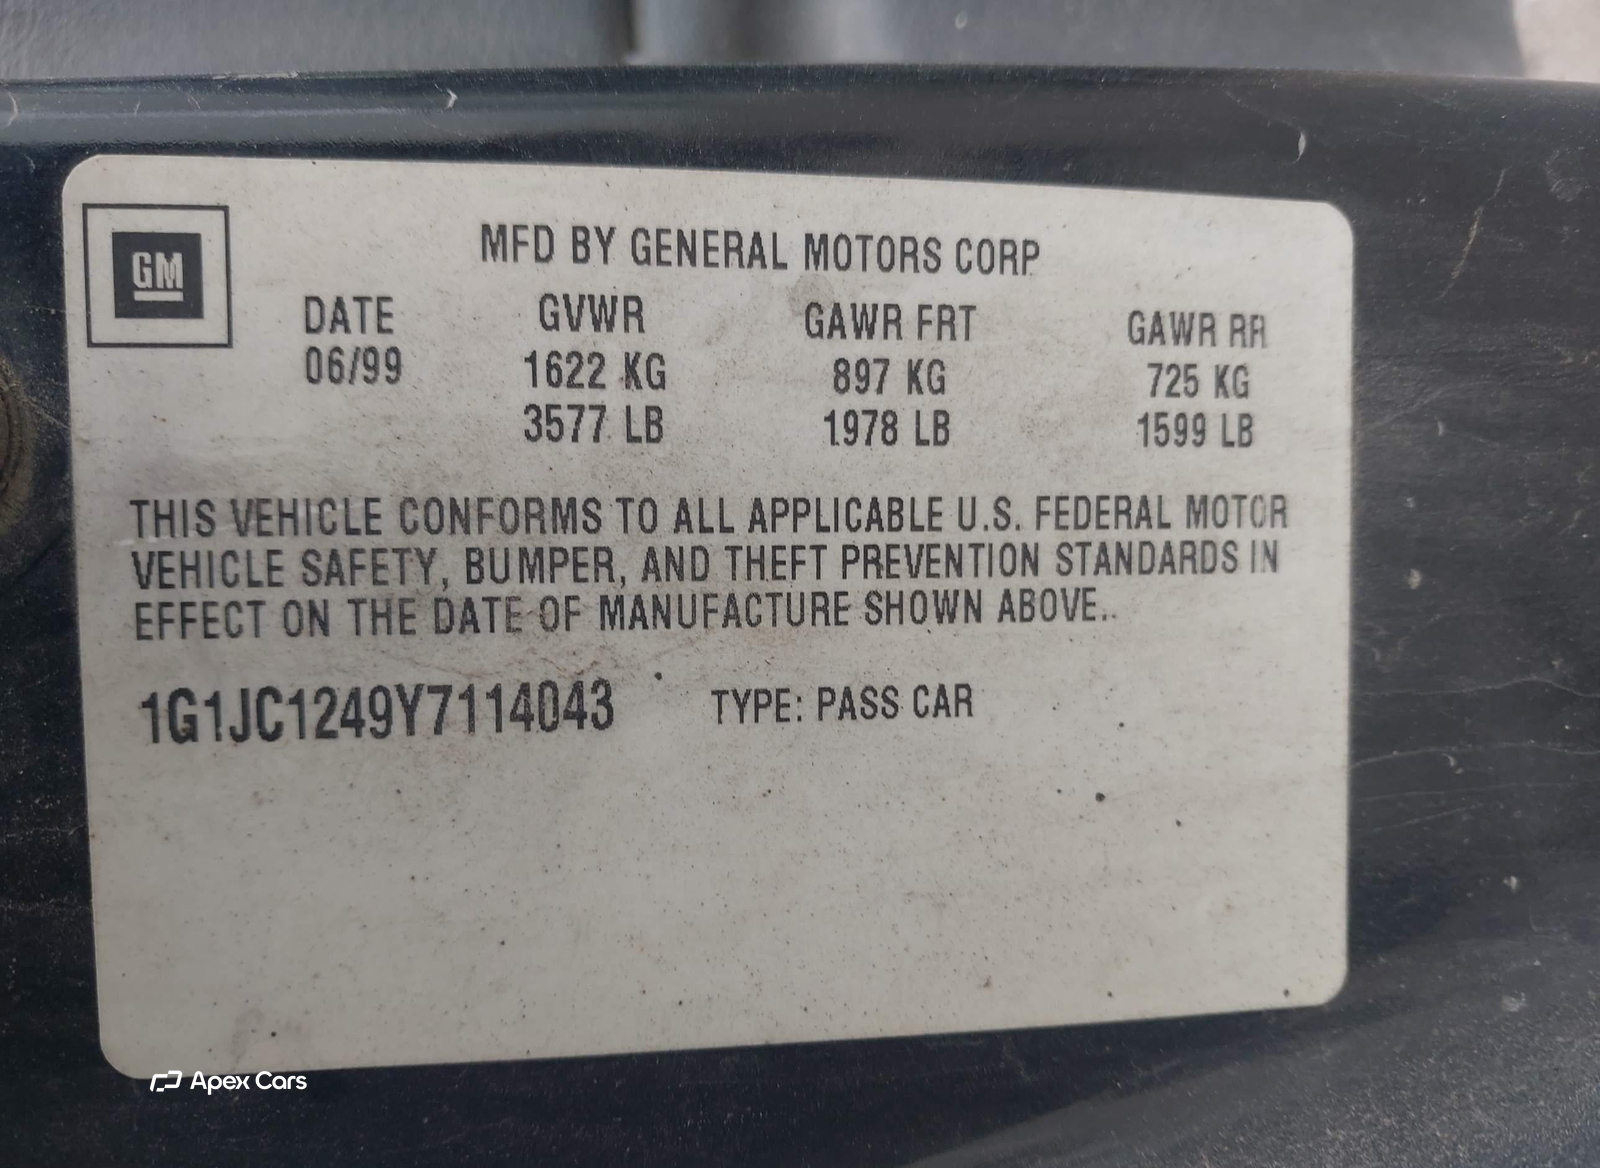 GM
MFD BY GENERAL MOTORS CORP
DATE GVWR GAWR FRT GAWR RR
06/99 1622 KG 897 KG 725 KG
3577 LB 1978 LB 1599 LB
THIS VEHICLE CONFORMS TO ALL APPLICABLE U.S. FEDERAL MOTOR
VEHICLE SAFETY, BUMPER, AND THEFT PREVENTION STANDARDS IN
EFFECT ON THE DATE OF MANUFACTURE SHOWN ABOVE..
1G1JC1249Y7114043 TYPE: PASS CAR
Apex Cars